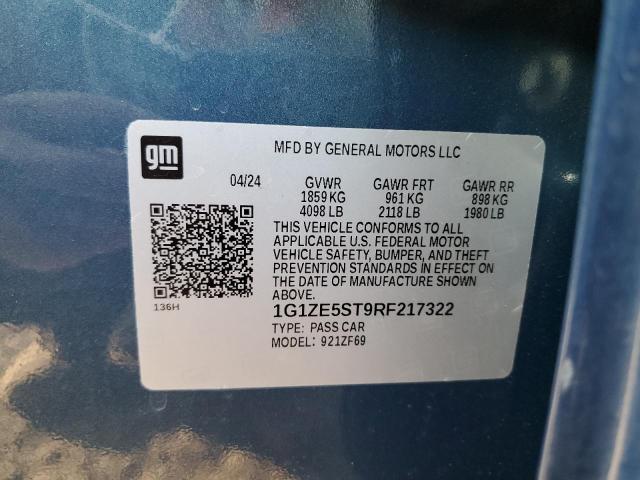 gm
MFD BY GENERAL MOTORS LLC
04/24 GVWR GAWR FRT GAWR RR
1859 KG 961 KG 898 KG
4098 LB 2118 LB 1980 LB
THIS VEHICLE CONFORMS TO ALL
APPLICABLE U.S. FEDERAL MOTOR
VEHICLE SAFETY, BUMPER, AND THEFT
PREVENTION STANDARDS IN EFFECT ON
THE DATE OF MANUFACTURE SHOWN
ABOVE.
136H
1G1ZE5ST9RF217322
TYPE: PASS CAR
MODEL: 921ZF69